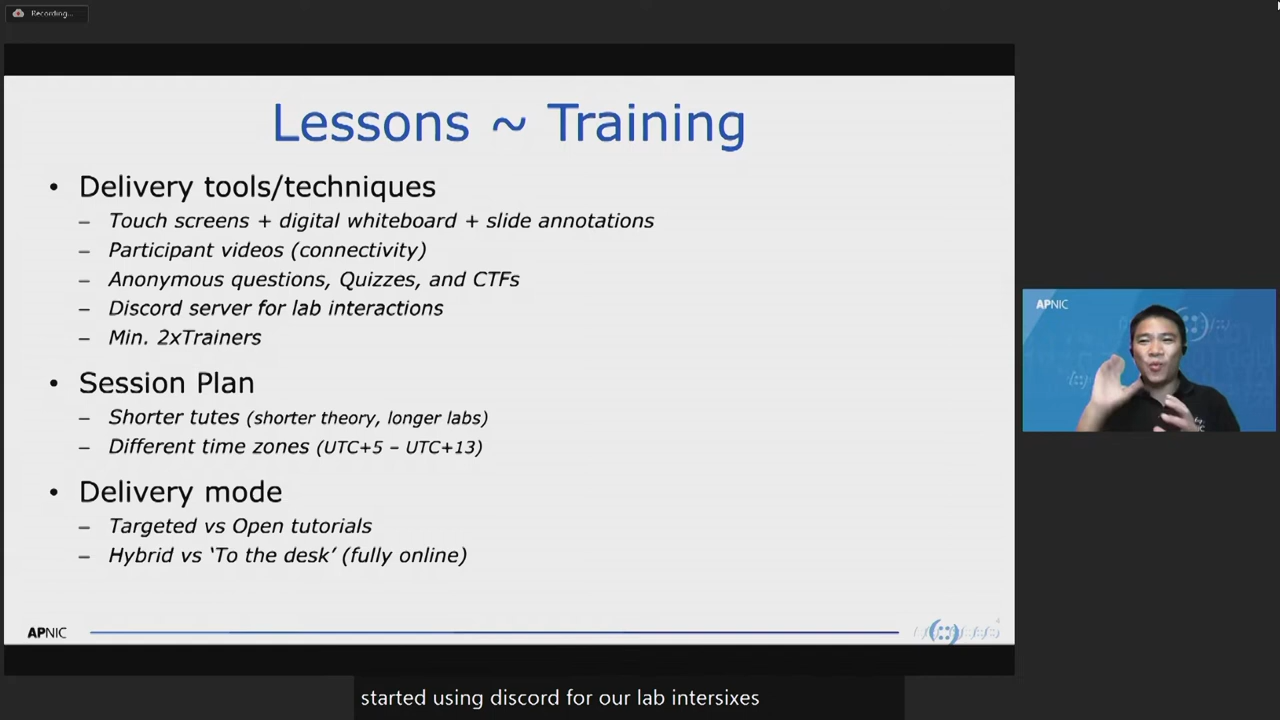 Recording...
Lessons ~ Training
• Delivery tools/techniques
– Touch screens + digital whiteboard + slide annotations
– Participant videos (connectivity)
– Anonymous questions, Quizzes, and CTFs
– Discord server for lab interactions
– Min. 2xTrainers
• Session Plan
– Shorter tutes (shorter theory, longer labs)
– Different time zones (UTC+5 – UTC+13)
• Delivery mode
– Targeted vs Open tutorials
– Hybrid vs ‘To the desk’ (fully online)
APNIC
4
APNIC
started using discord for our lab intersixes